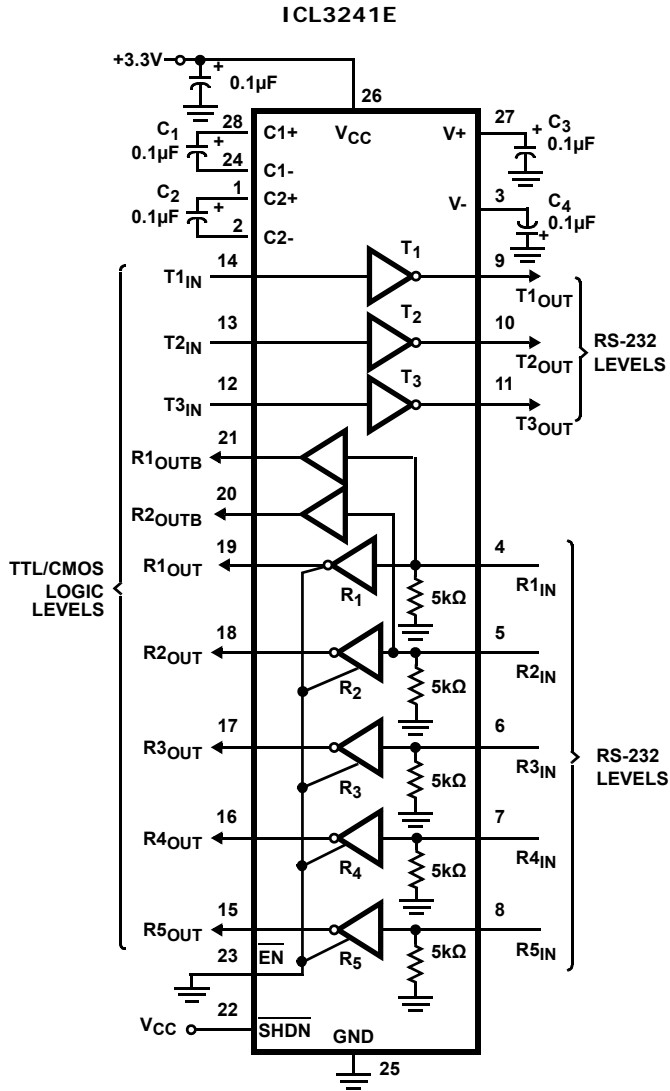 ICL3241E
+3.3V
+
0.1µF
26
27
28
C1
0.1µF
+
24
C1+
C1-
VCC
V+
+
C3
0.1µF
C2
0.1µF
+
1
2
C2+
C2-
V-
3
C4
0.1µF
+
T1IN
14
T1
9
T1OUT
T2IN
13
T2
10
T2OUT
T3IN
12
T3
11
T3OUT
RS-232
LEVELS
21
R1OUTB
20
R2OUTB
19
R1OUT
R1
4
R1IN
5kΩ
18
R2OUT
R2
5
R2IN
5kΩ
17
R3OUT
R3
6
R3IN
5kΩ
16
R4OUT
R4
7
R4IN
5kΩ
15
R5OUT
R5
8
R5IN
5kΩ
TTL/CMOS
LOGIC
LEVELS
RS-232
LEVELS
23
EN
22
VCC
SHDN
GND
25